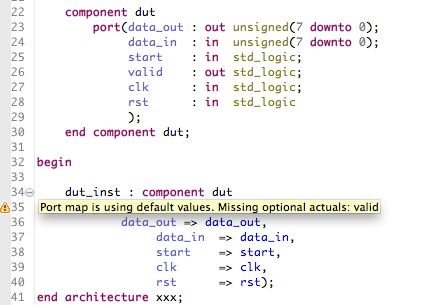 22 component dut
23 port(data_out : out unsigned(7 downto 0);
24 data_in : in unsigned(7 downto 0);
25 start : in std_logic;
26 valid : out std_logic;
27 clk : in std_logic;
28 rst : in std_logic
29 );
30 end component dut;
31
32 begin
33
34 dut_inst : component dut
35 Port map is using default values. Missing optional actuals: valid
36 data_out => data_out,
37 data_in => data_in,
38 start => start,
39 clk => clk,
40 rst => rst);
41 end architecture xxx;